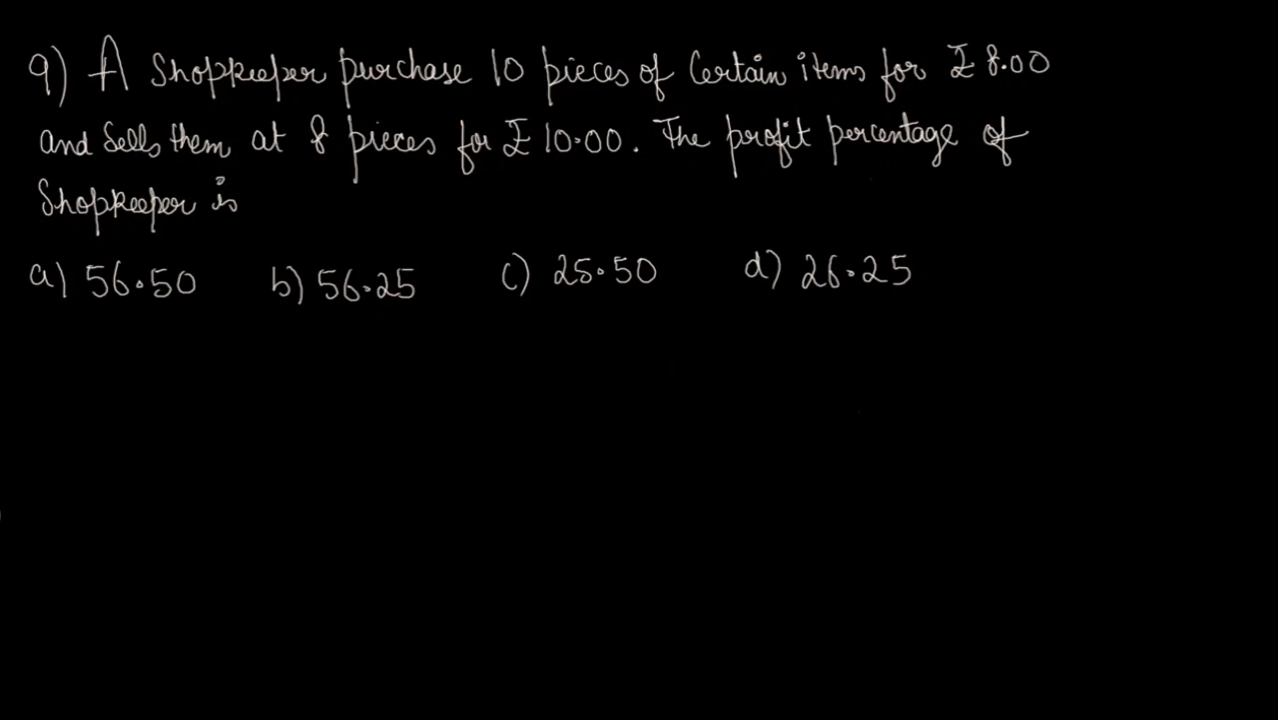 9) A Shopkeeper purchase 10 pieces of Certain items for ₹ 8.00
and Sells them at 8 pieces for ₹ 10.00. The profit percentage of
Shopkeeper is
a) 56.50 b) 56.25 c) 25.50 d) 26.25